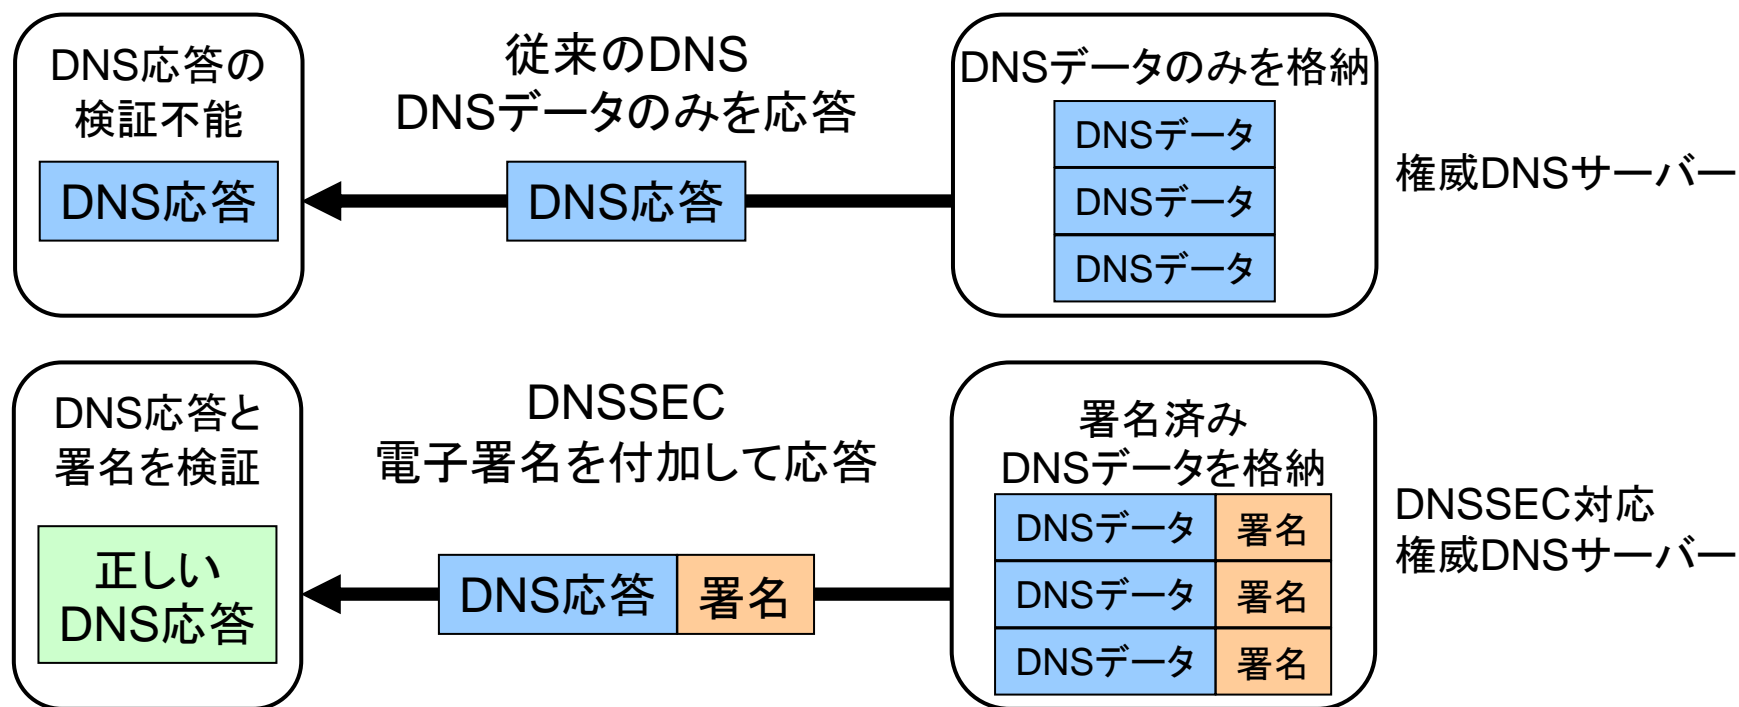 DNS応答の
検証不能
DNS応答
従来のDNS
DNSデータのみを応答
DNS応答
DNSデータのみを格納
DNSデータ
DNSデータ
DNSデータ
権威DNSサーバー
DNS応答と
署名を検証
正しい
DNS応答
DNSSEC
電子署名を付加して応答
DNS応答 署名
署名済み
DNSデータを格納
DNSデータ 署名
DNSデータ 署名
DNSデータ 署名
DNSSEC対応
権威DNSサーバー